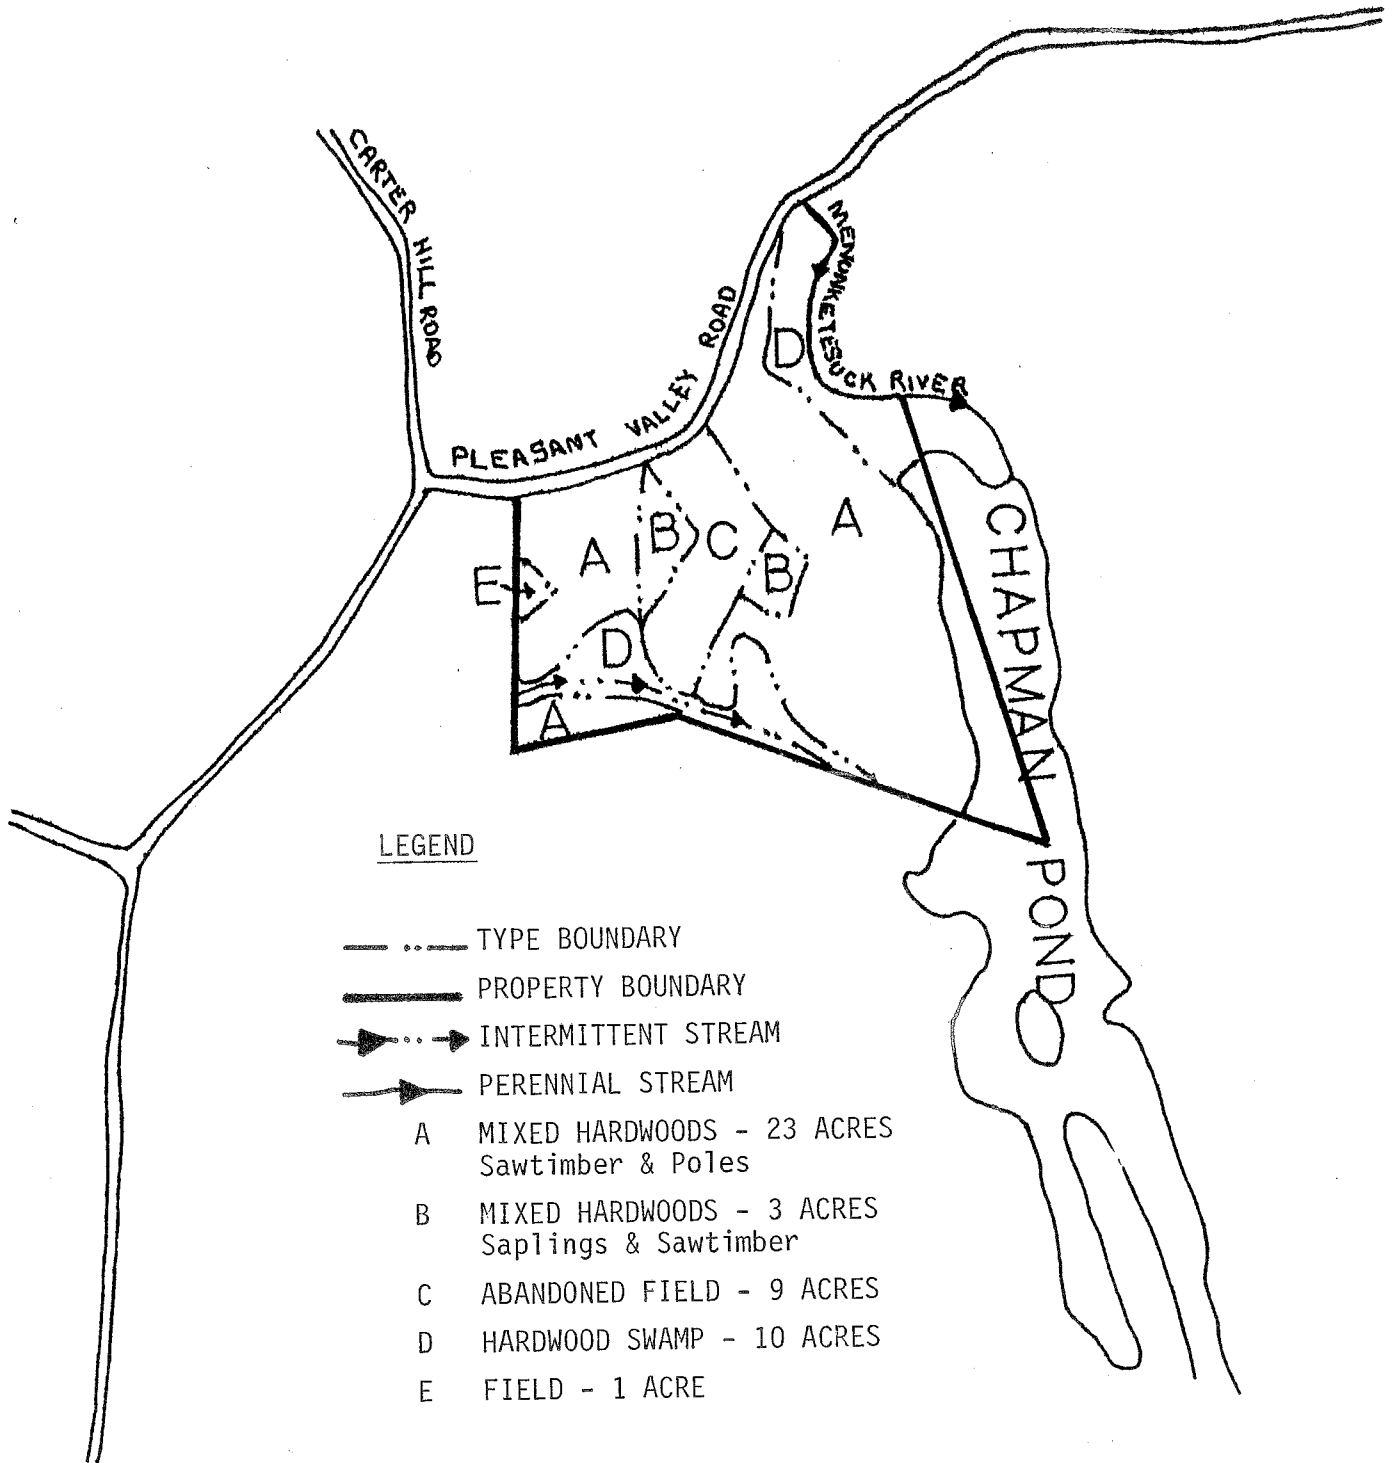 CARTER HILL ROAD
MENUNKETESUCK RIVER
PLEASANT VALLEY ROAD
D
A
B
C
A
B
E
D
A
CHAPMAN POND
LEGEND
TYPE BOUNDARY
PROPERTY BOUNDARY
INTERMITTENT STREAM
PERENNIAL STREAM
A MIXED HARDWOODS - 23 ACRES
Sawtimber & Poles
B MIXED HARDWOODS - 3 ACRES
Saplings & Sawtimber
C ABANDONED FIELD - 9 ACRES
D HARDWOOD SWAMP - 10 ACRES
E FIELD - 1 ACRE